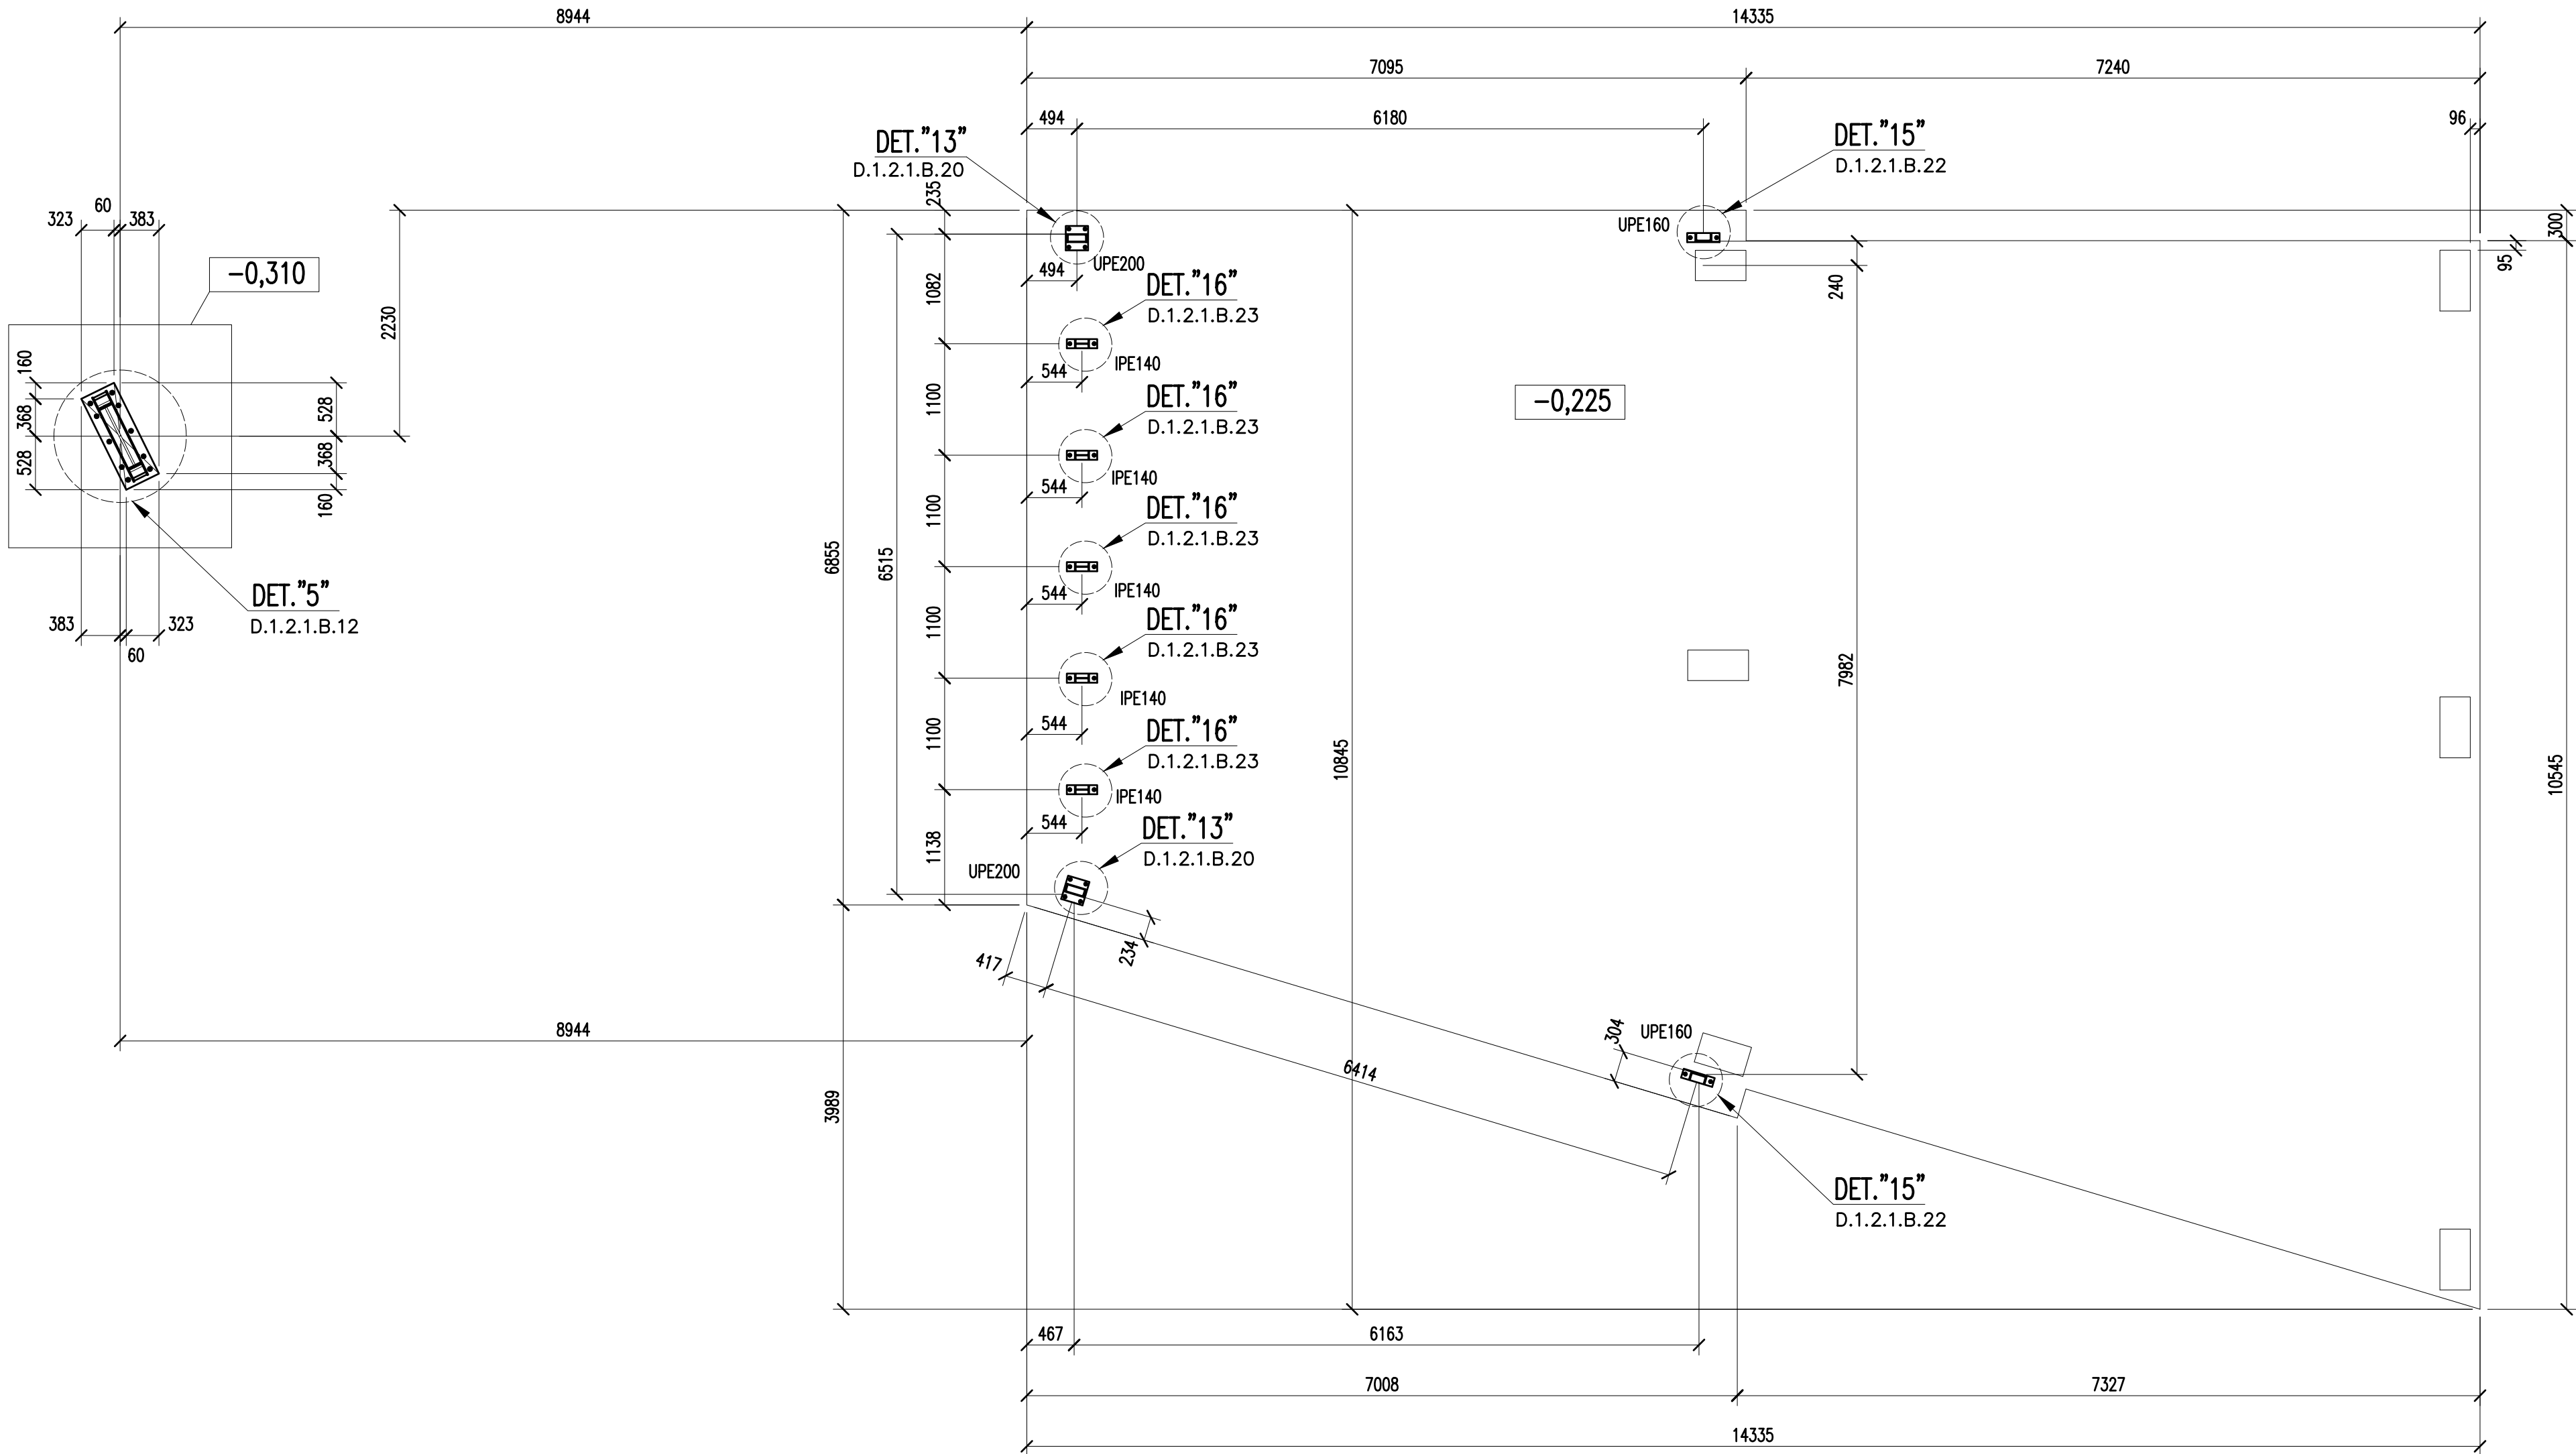 8944
14335
7095
7240
494
6180
96
DET."13"
D.1.2.1.B.20
DET."15"
D.1.2.1.B.22
235
60
323
383
UPE160
300
UPE200
95
-0,310
494
DET."16"
D.1.2.1.B.23
1082
240
2230
IPE140
160
544
DET."16"
D.1.2.1.B.23
-0,225
368
528
1100
528
368
IPE140
544
160
DET."16"
D.1.2.1.B.23
1100
6855
6515
DET."5"
D.1.2.1.B.12
IPE140
544
383
323
60
DET."16"
D.1.2.1.B.23
1100
7982
IPE140
544
DET."16"
D.1.2.1.B.23
1100
10845
10545
IPE140
544
DET."13"
D.1.2.1.B.20
1138
UPE200
234
417
8944
304
UPE160
6414
3989
DET."15"
D.1.2.1.B.22
467
6163
7008
7327
14335